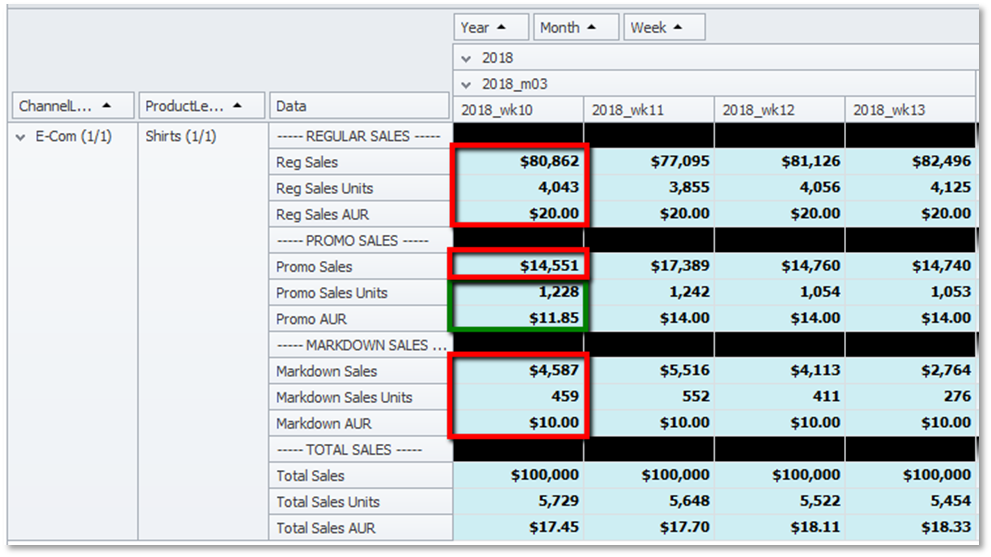 Year Month Week
2018
2018_m03
ChannelL... ProductLe... Data 2018_wk10 2018_wk11 2018_wk12 2018_wk13
E-Com (1/1) Shirts (1/1) ----- REGULAR SALES -----
Reg Sales $80,862 $77,095 $81,126 $82,496
Reg Sales Units 4,043 3,855 4,056 4,125
Reg Sales AUR $20.00 $20.00 $20.00 $20.00
----- PROMO SALES -----
Promo Sales $14,551 $17,389 $14,760 $14,740
Promo Sales Units 1,228 1,242 1,054 1,053
Promo AUR $11.85 $14.00 $14.00 $14.00
----- MARKDOWN SALES ...
Markdown Sales $4,587 $5,516 $4,113 $2,764
Markdown Sales Units 459 552 411 276
Markdown AUR $10.00 $10.00 $10.00 $10.00
----- TOTAL SALES -----
Total Sales $100,000 $100,000 $100,000 $100,000
Total Sales Units 5,729 5,648 5,522 5,454
Total Sales AUR $17.45 $17.70 $18.11 $18.33